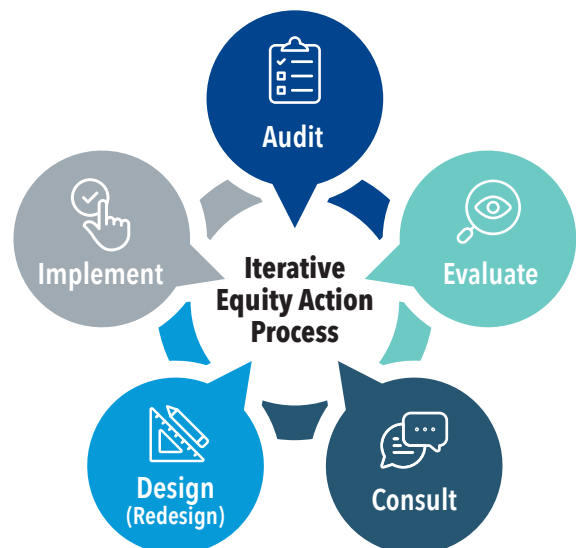 Audit
Evaluate
Consult
Design
(Redesign)
Implement
Iterative
Equity Action
Process